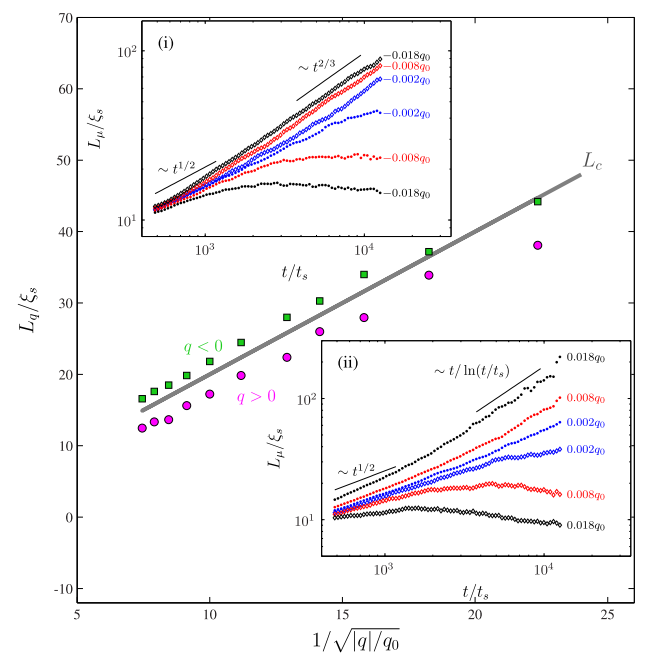 70
60
50
40
30
20
10
0
-10
5
10
15
20
25
L_q/ξ_s
1/√|q|/q_0
L_c
q < 0
q > 0
(i)
10^2
10^1
10^3
10^4
L_μ/ξ_s
t/t_s
∼ t^{2/3}
∼ t^{1/2}
−0.018q_0
−0.008q_0
−0.002q_0
−0.002q_0
−0.008q_0
−0.018q_0
(ii)
10^2
10^1
10^3
10^4
L_μ/ξ_s
t/t_s
∼ t/ ln(t/t_s)
∼ t^{1/2}
0.018q_0
0.008q_0
0.002q_0
0.002q_0
0.008q_0
0.018q_0